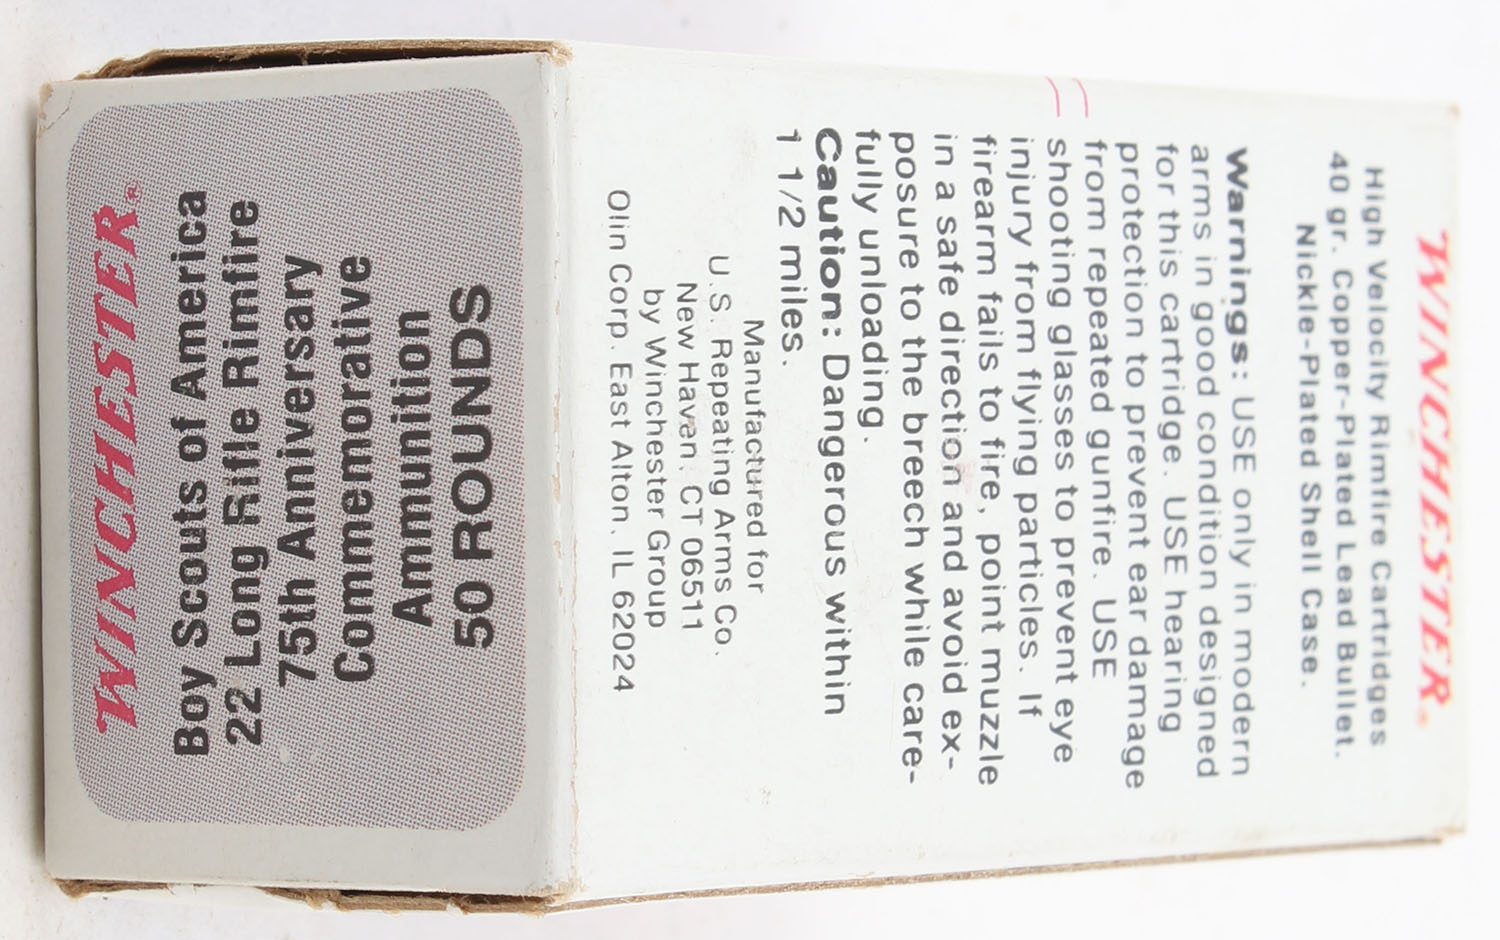 WINCHESTER®
Boy Scouts of America
22 Long Rifle Rimfire
75th Anniversary
Commemorative
Ammunition
50 ROUNDS
WINCHESTER®
High Velocity Rimfire Cartridges
40 gr. Copper-Plated Lead Bullet.
Nickle-Plated Shell Case.
Warnings: USE only in modern
arms in good condition designed
for this cartridge. USE hearing
protection to prevent ear damage
from repeated gunfire. USE
shooting glasses to prevent eye
injury from flying particles. If
firearm fails to fire, point muzzle
in a safe direction and avoid ex-
posure to the breech while care-
fully unloading.
Caution: Dangerous within
1 1/2 miles.
Manufactured for
U.S. Repeating Arms Co.
New Haven, CT 06511
by Winchester Group
Olin Corp. East Alton, IL 62024